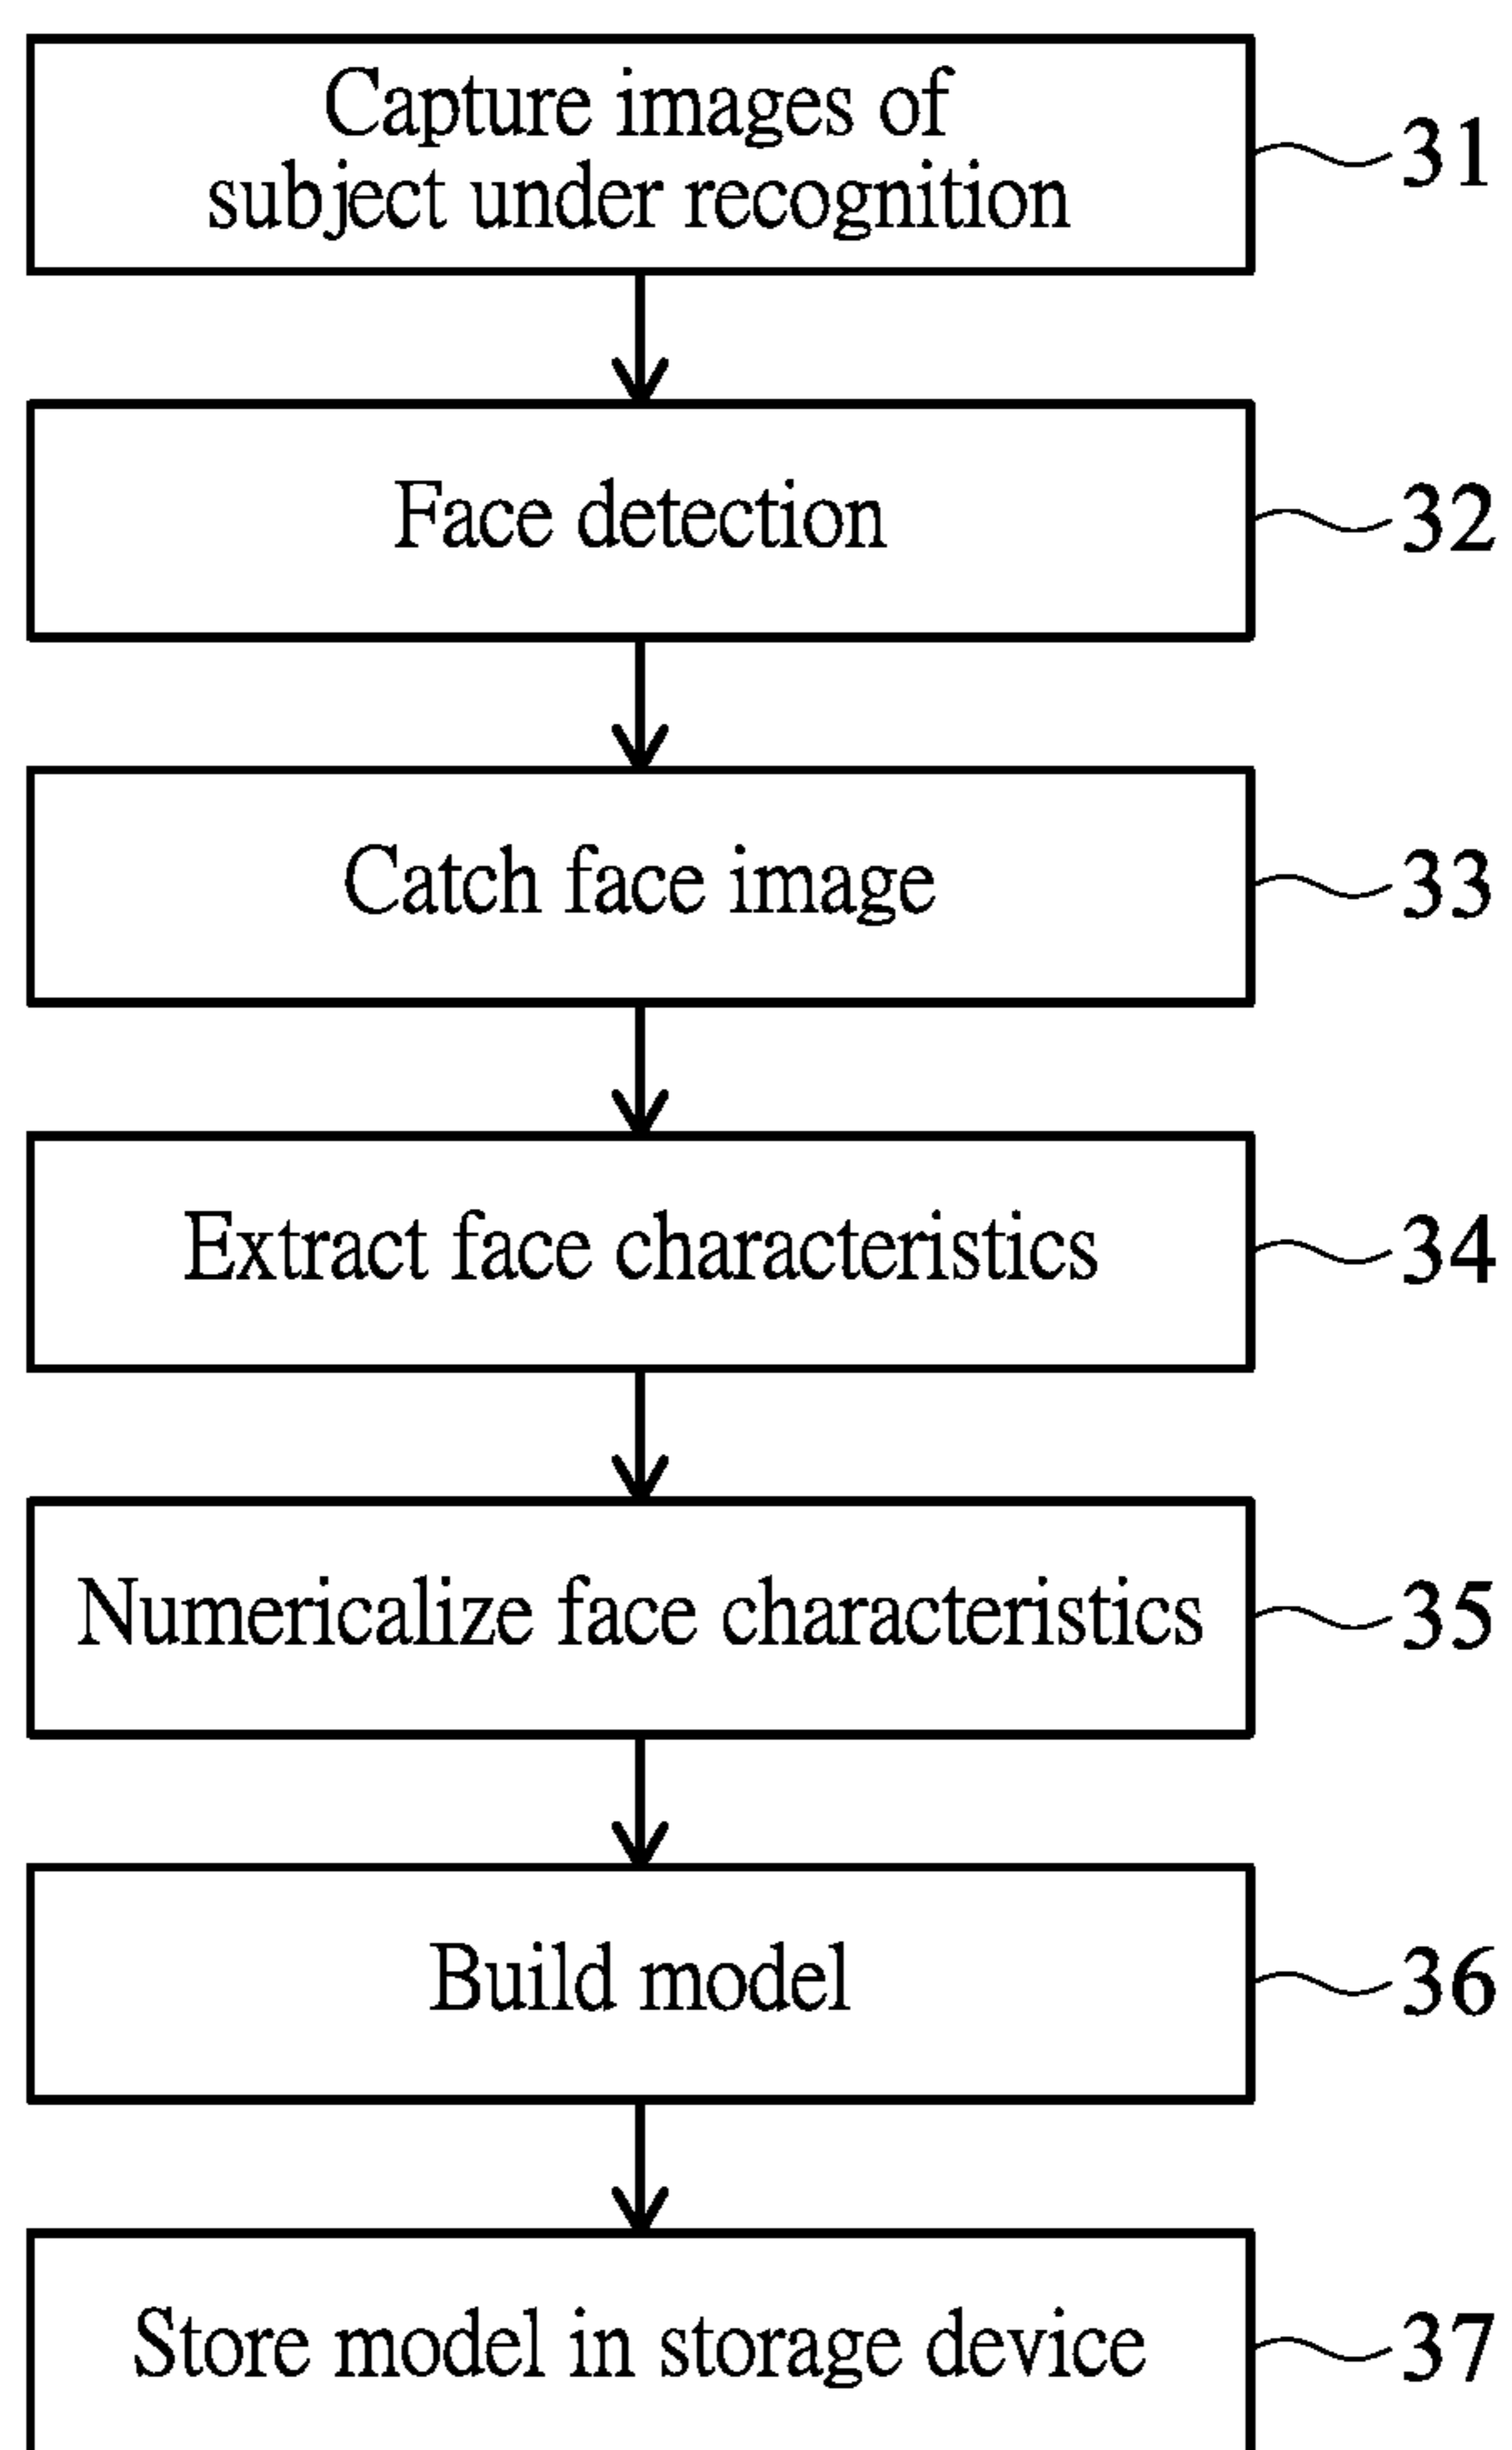 Capture images of
subject under recognition
31
Face detection
32
Catch face image
33
Extract face characteristics
34
Numericalize face characteristics
35
Build model
36
Store model in storage device
37